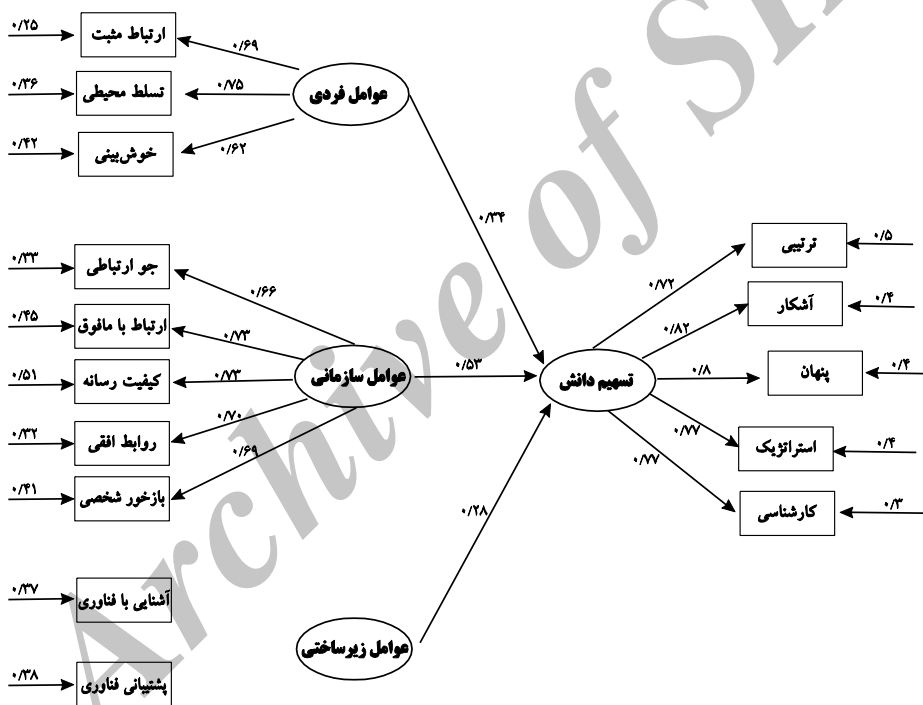 ۰/۲۵
ارتباط مثبت
۰/۶۹
۰/۳۶
تسلط محیطی
۰/۷۵
عوامل فردی
۰/۴۲
خوش‌بینی
۰/۶۲
۰/۳۴
۰/۳۳
جو ارتباطی
۰/۶۶
۰/۴۵
ارتباط با مافوق
۰/۷۳
۰/۵۱
کیفیت رسانه
۰/۷۳
عوامل سازمانی
۰/۵۳
۰/۳۲
روابط افقی
۰/۷۰
۰/۴۱
بازخور شخصی
۰/۶۹
تسهیم دانش
۰/۷۲
ترتیبی
۰/۵
۰/۸۲
آشکار
۰/۴
۰/۸
پنهان
۰/۴
۰/۷۷
استراتژیک
۰/۴
۰/۷۷
کارشناسی
۰/۳
۰/۲۸
۰/۳۷
آشنایی با فناوری
عوامل زیرساختی
۰/۳۸
پشتیبانی فناوری
Archive of SI